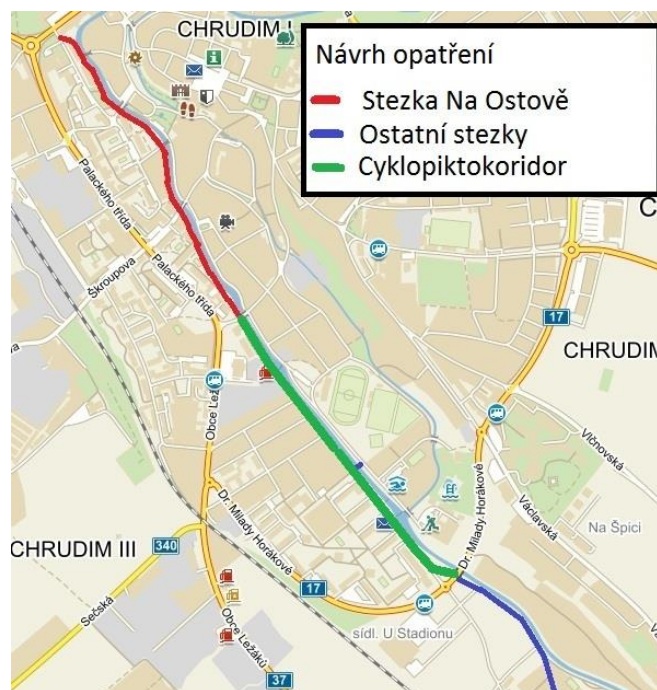 CHRUDIM I
Návrh opatření
Stezka Na Ostově
Ostatní stezky
Cyklopiktokoridor
Palackého třída
Škroupova
Palackého třída
17
CHRUDIM
Obce Lež
Vlčnovská
Dr. Milady Horákové
Václavská
Na Špici
CHRUDIM III
340
Dr. Milady Horákové
Sečská
17
sídl. U Stadionu
Obce Ležáků
37